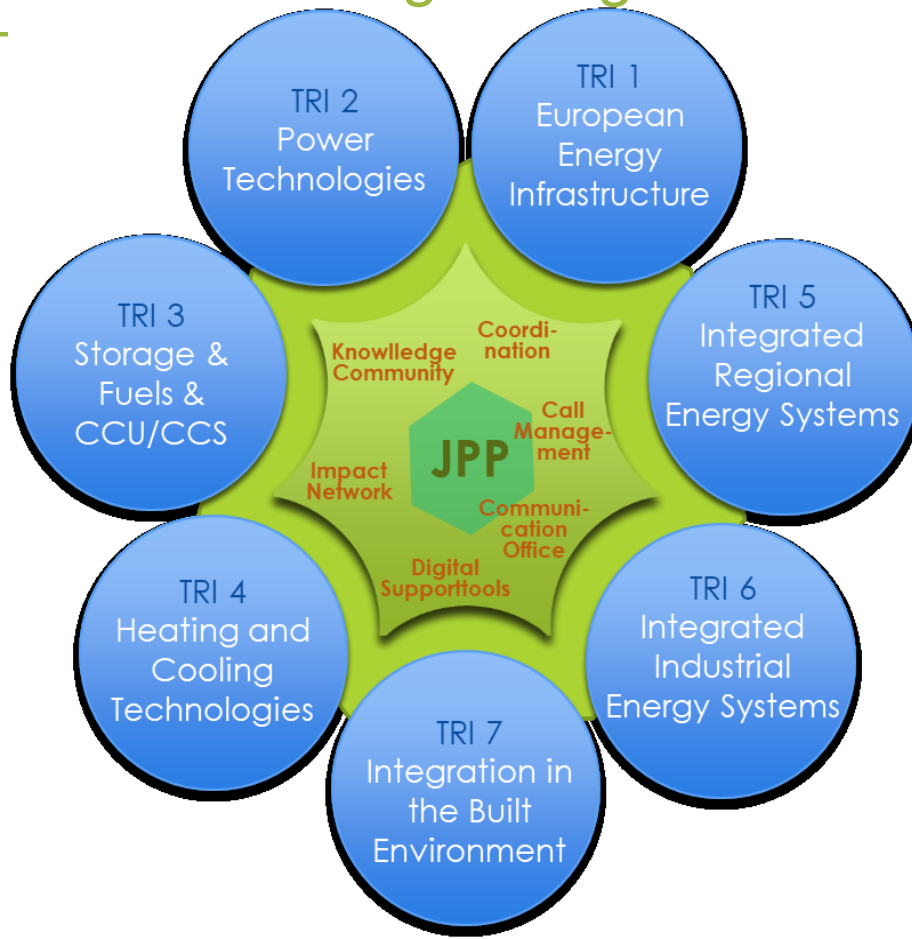 TRI 1
European
Energy
Infrastructure
TRI 2
Power
Technologies
TRI 3
Storage &
Fuels &
CCU/CCS
TRI 4
Heating and
Cooling
Technologies
TRI 5
Integrated
Regional
Energy Systems
TRI 6
Integrated
Industrial
Energy Systems
TRI 7
Integration in
the Built
Environment
Coordi-
nation
Knowlledge
Community
Call
Manage-
ment
JPP
Impact
Network
Communi-
cation
Office
Digital
Supporttools